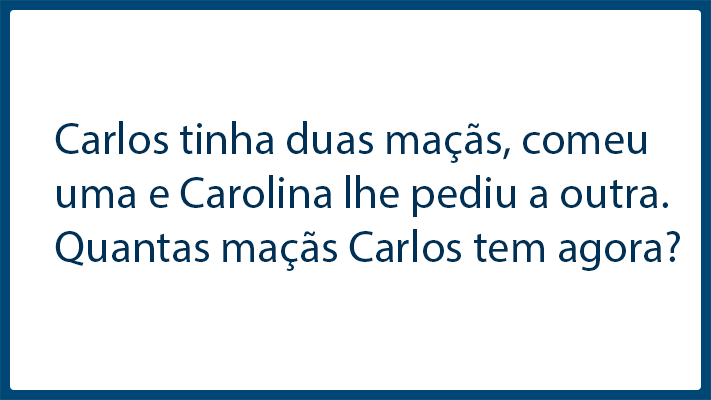 Carlos tinha duas maçãs, comeu
uma e Carolina lhe pediu a outra.
Quantas maçãs Carlos tem agora?